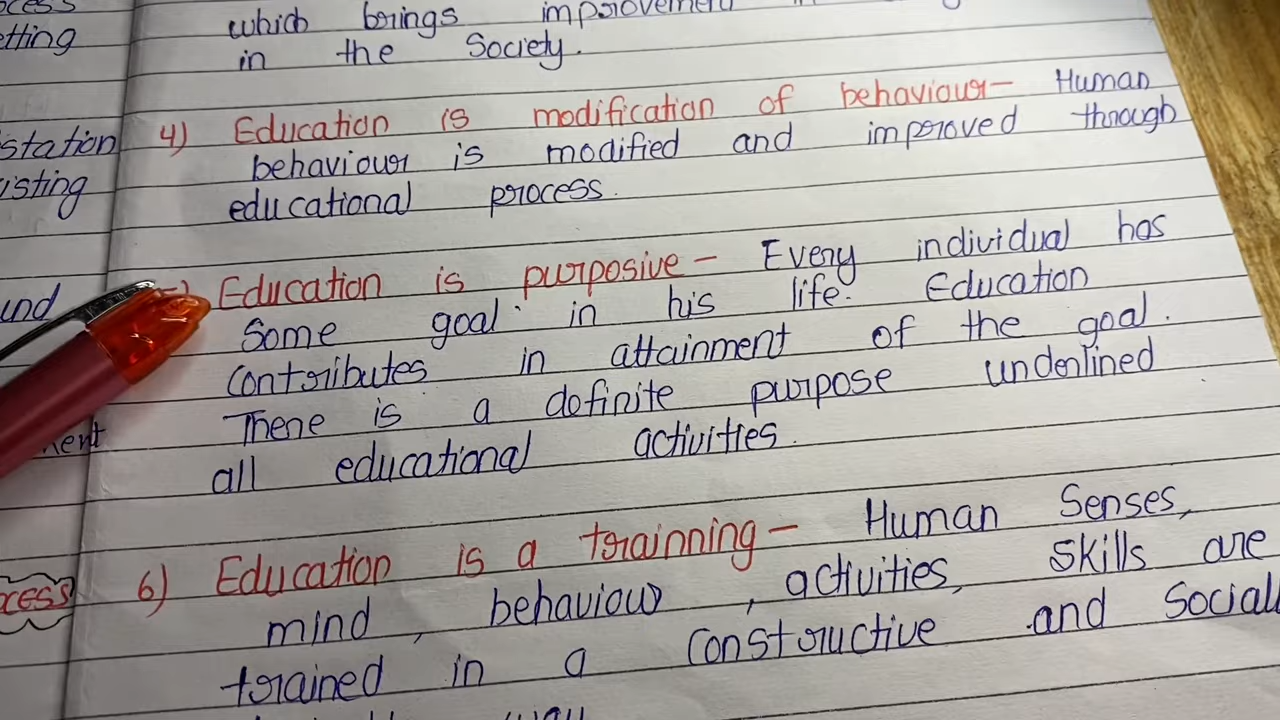 which brings improvement
in the Society.
4) Education is modification of behaviour- Human
behaviour is modified and improved through
educational process.
Education is purposive- Every individual has
Some goal in his life. Education
contributes in attainment of the goal.
There is a definite purpose underlined
all educational activities.
6) Education is a trainning- Human Senses,
mind, behaviour, activities, skills are
trained in a constructive and Social
way